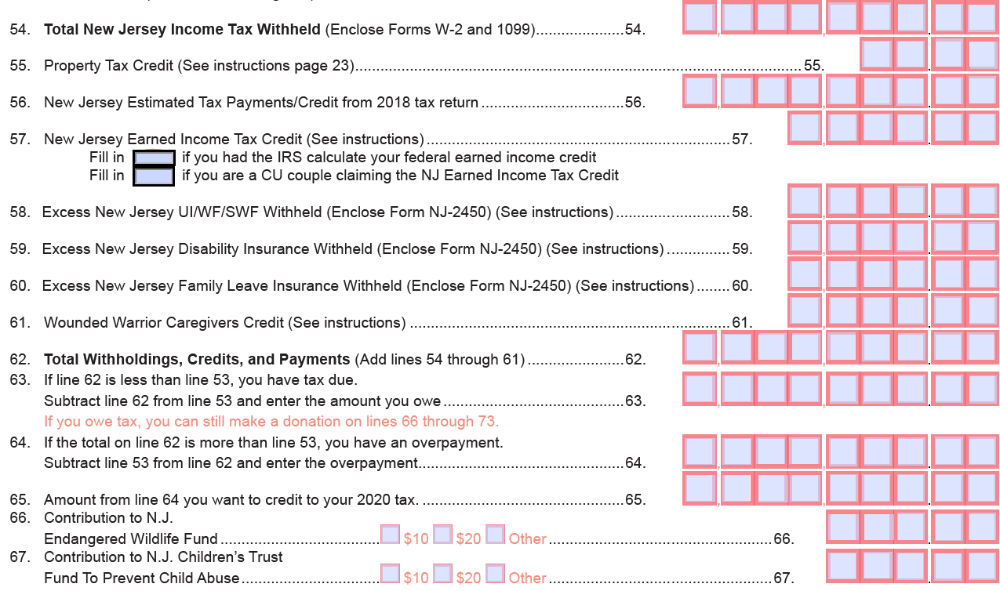 54. Total New Jersey Income Tax Withheld (Enclose Forms W-2 and 1099).....................54.
55. Property Tax Credit (See instructions page 23)............................................................................................................55.
56. New Jersey Estimated Tax Payments/Credit from 2018 tax return ..................................56.
57. New Jersey Earned Income Tax Credit (See instructions) .........................................................................57.
Fill in if you had the IRS calculate your federal earned income credit
Fill in if you are a CU couple claiming the NJ Earned Income Tax Credit
58. Excess New Jersey UI/WF/SWF Withheld (Enclose Form NJ-2450) (See instructions) ...........................58.
59. Excess New Jersey Disability Insurance Withheld (Enclose Form NJ-2450) (See instructions) ...............59.
60. Excess New Jersey Family Leave Insurance Withheld (Enclose Form NJ-2450) (See instructions) ........60.
61. Wounded Warrior Caregivers Credit (See instructions) .............................................................................61.
62. Total Withholdings, Credits, and Payments (Add lines 54 through 61) .......................62.
63. If line 62 is less than line 53, you have tax due.
Subtract line 62 from line 53 and enter the amount you owe ...........................................63.
If you owe tax, you can still make a donation on lines 66 through 73.
64. If the total on line 62 is more than line 53, you have an overpayment.
Subtract line 53 from line 62 and enter the overpayment.................................................64.
65. Amount from line 64 you want to credit to your 2020 tax. ................................................65.
66. Contribution to N.J.
Endangered Wildlife Fund ...................................... $10 $20 Other ......................................................66.
67. Contribution to N.J. Children's Trust
Fund To Prevent Child Abuse................................. $10 $20 Other ......................................................67.